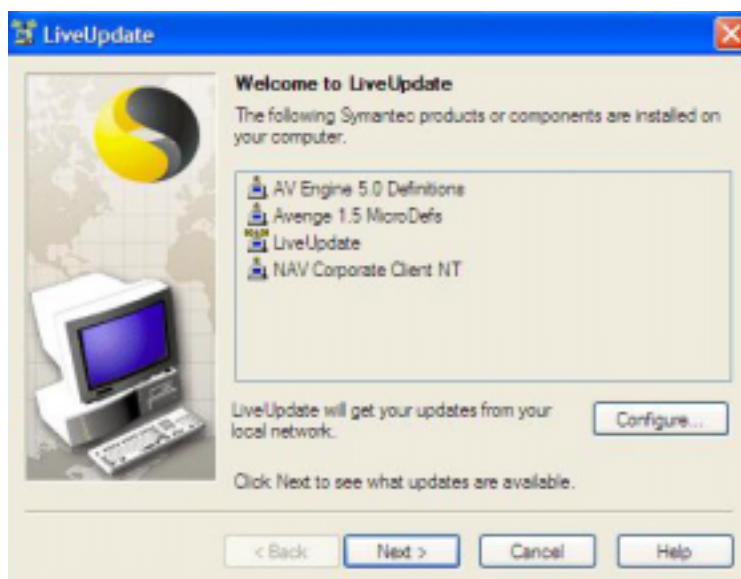 LiveUpdate
Welcome to LiveUpdate
The following Symantec products or components are installed on
your computer.
AV Engine 5.0 Definitions
Avenge 1.5 MicroDefs
LiveUpdate
NAV Corporate Client NT
LiveUpdate will get your updates from your
local network.
Configure...
Click Next to see what updates are available.
< Back
Next >
Cancel
Help